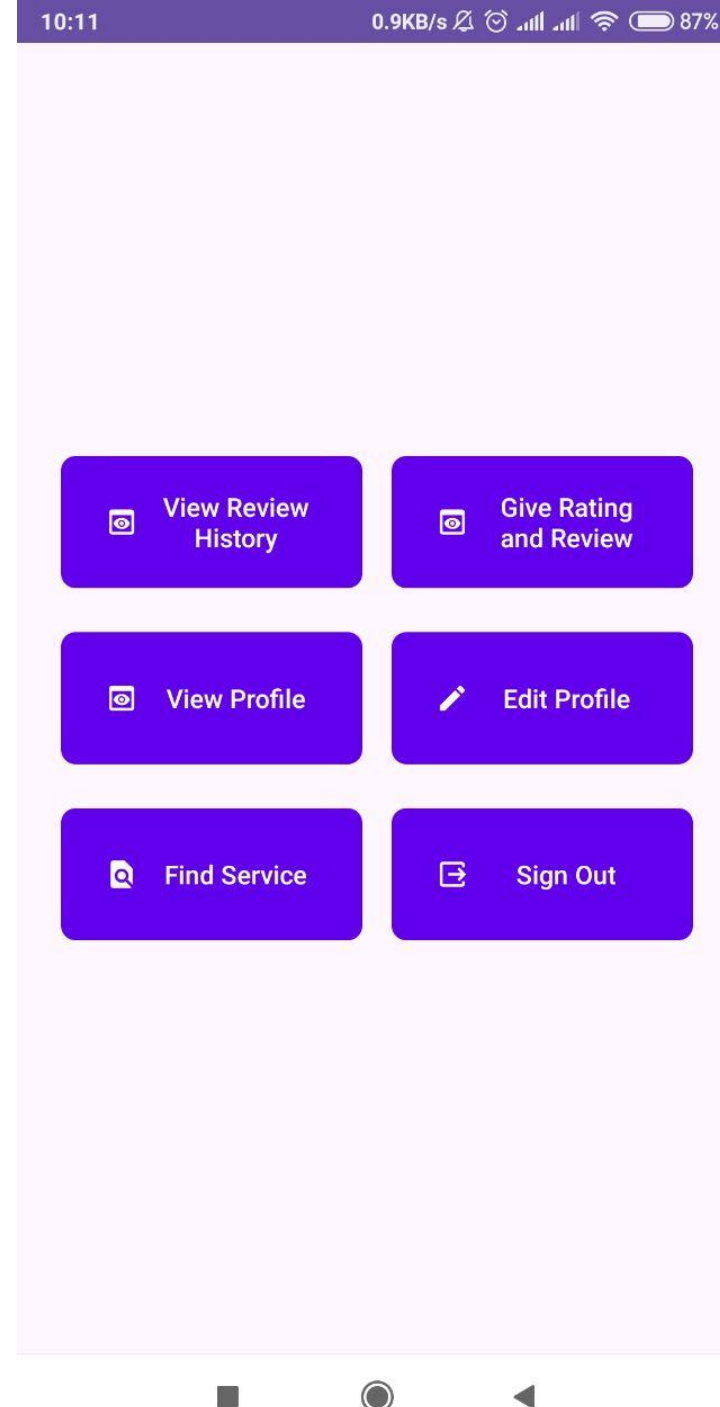 10:11 0.9KB/s 87%
View Review
History
Give Rating
and Review
View Profile
Edit Profile
Find Service
Sign Out